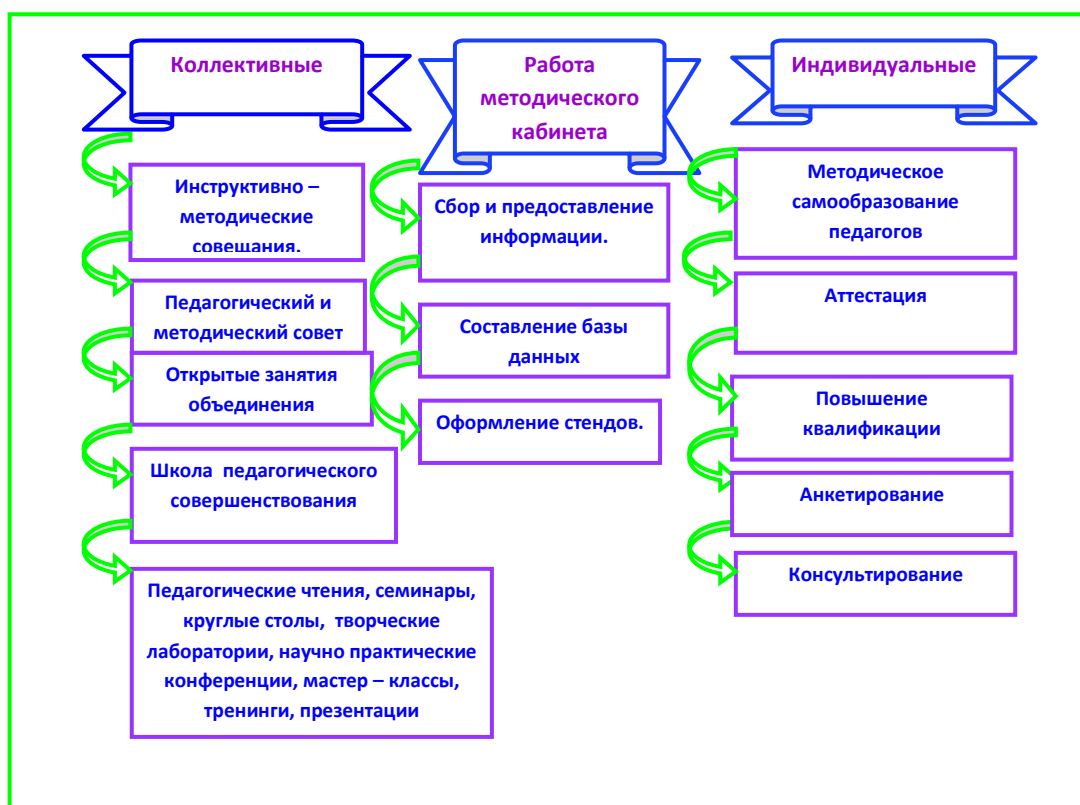 Коллективные
Инструктивно –
методические
совещания.
Педагогический и
методический совет
Открытые занятия
объединения
Школа  педагогического
совершенствования
Педагогические чтения, семинары,
круглые столы,  творческие
лаборатории, научно практические
конференции, мастер – классы,
тренинги, презентации
Работа
методического
кабинета
Сбор и предоставление
информации.
Составление базы
данных
Оформление стендов.
Индивидуальные
Методическое
самообразование
педагогов
Аттестация
Повышение
квалификации
Анкетирование
Консультирование